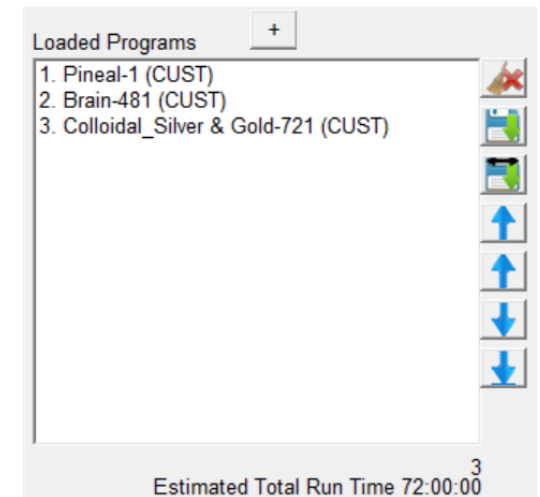 +
Loaded Programs
1. Pineal-1 (CUST)
2. Brain-481 (CUST)
3. Colloidal_Silver & Gold-721 (CUST)
3
Estimated Total Run Time 72:00:00